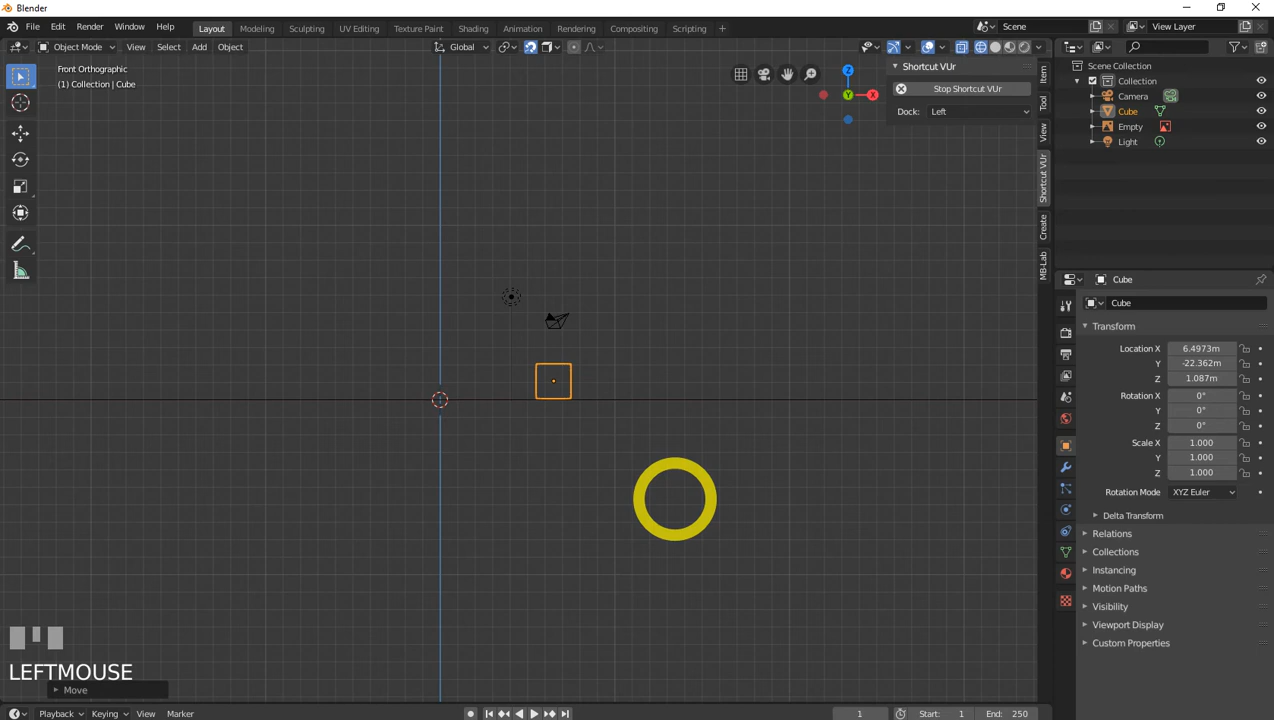 Blender
File Edit Render Window Help
Layout Modeling Sculpting UV Editing Texture Paint Shading Animation Rendering Compositing Scripting
Scene
View Layer
Object Mode View Select Add Object
Global
Front Orthographic
(1) Collection | Cube
Z
Y
X
Shortcut VUr
Stop Shortcut VUr
Dock: Left
Item
Tool
View
Shortcut VUr
Create
MB-Lab
Scene Collection
Collection
Camera
Cube
Empty
Light
Cube
Cube
Transform
Location X 6.4973m
Y -22.362m
Z 1.087m
Rotation X 0°
Y 0°
Z 0°
Scale X 1.000
Y 1.000
Z 1.000
Rotation Mode XYZ Euler
Delta Transform
Relations
Collections
Instancing
Motion Paths
Visibility
Viewport Display
Custom Properties
LEFTMOUSE
Move
Playback Keying View Marker
1
Start: 1
End: 250